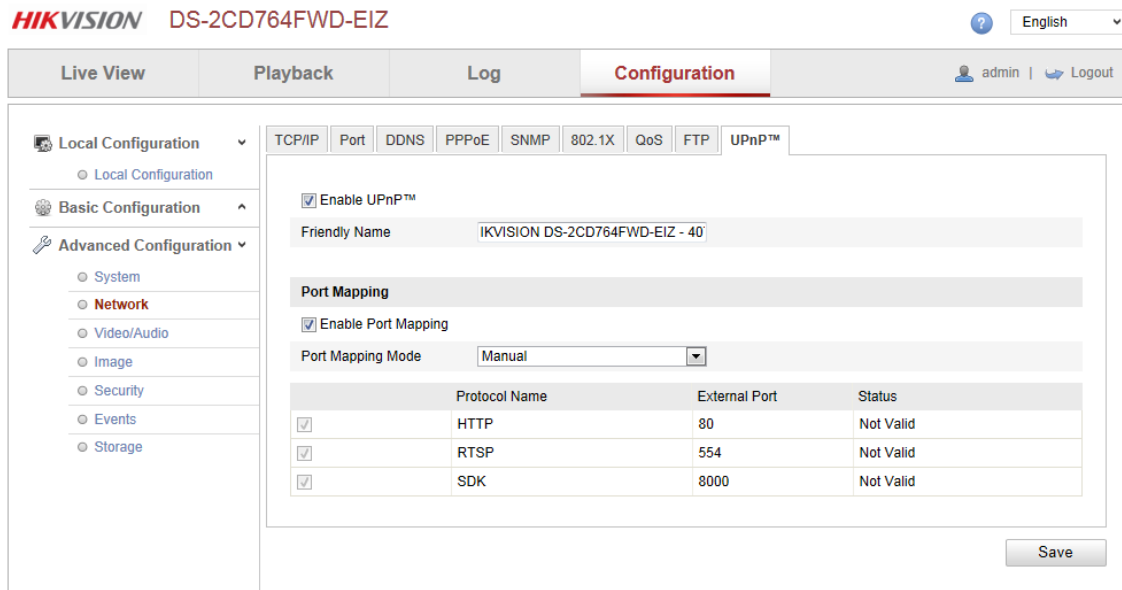 HIKVISION DS-2CD764FWD-EIZ
? English
Live View Playback Log Configuration admin | Logout
Local Configuration
Local Configuration
Basic Configuration
Advanced Configuration
System
Network
Video/Audio
Image
Security
Events
Storage
TCP/IP Port DDNS PPPoE SNMP 802.1X QoS FTP UPnP™
Enable UPnP™
Friendly Name IKVISION DS-2CD764FWD-EIZ - 40
Port Mapping
Enable Port Mapping
Port Mapping Mode Manual
Protocol Name External Port Status
HTTP 80 Not Valid
RTSP 554 Not Valid
SDK 8000 Not Valid
Save